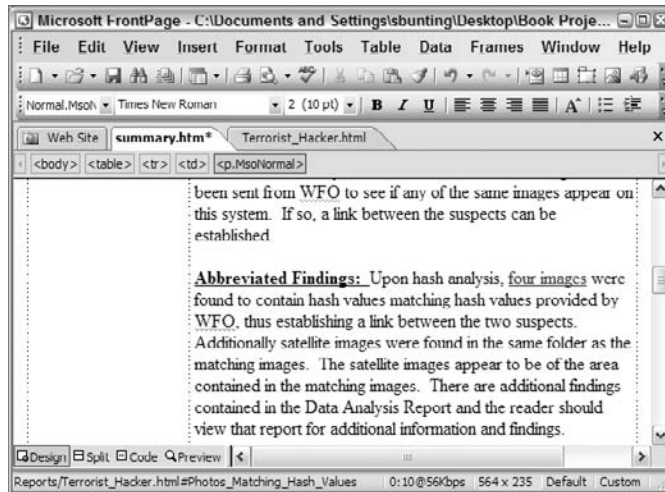 Microsoft FrontPage - C:\Documents and Settings\sbunting\Desktop\Book Proje...
File Edit View Insert Format Tools Table Data Frames Window Help
Normal.MsoN Times New Roman 2 (10 pt) B I U A
Web Site summary.htm* Terrorist_Hacker.html x
<body> <table> <tr> <td> <p.MsoNormal>
been sent from WFO to see if any of the same images appear on
this system. If so, a link between the suspects can be
established.
Abbreviated Findings: Upon hash analysis, four images were
found to contain hash values matching hash values provided by
WFO, thus establishing a link between the two suspects.
Additionally satellite images were found in the same folder as the
matching images. The satellite images appear to be of the area
contained in the matching images. There are additional findings
contained in the Data Analysis Report and the reader should
view that report for additional information and findings.
Design Split Code Preview
Reports/Terrorist_Hacker.html#Photos_Matching_Hash_Values 0:10@56Kbps 564 x 235 Default Custom